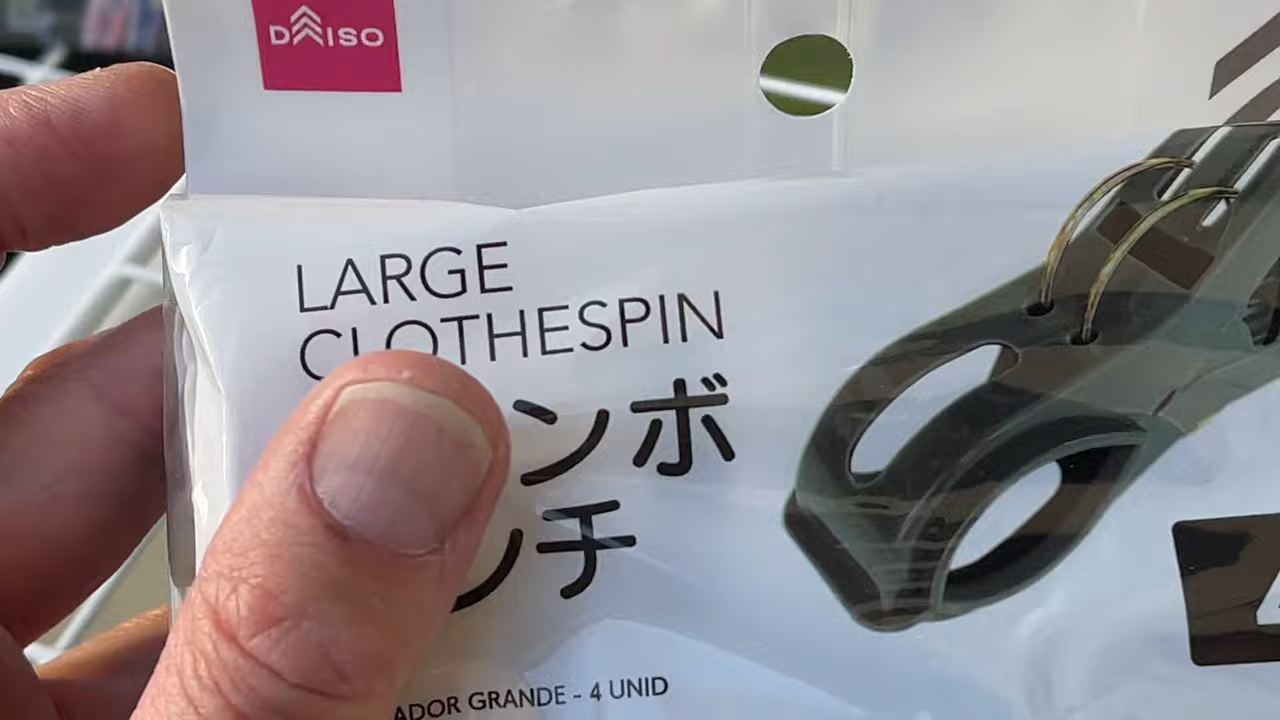 DAISO
LARGE
CLOTHESPIN
ンボ
チ
GRANDE - 4 UNID